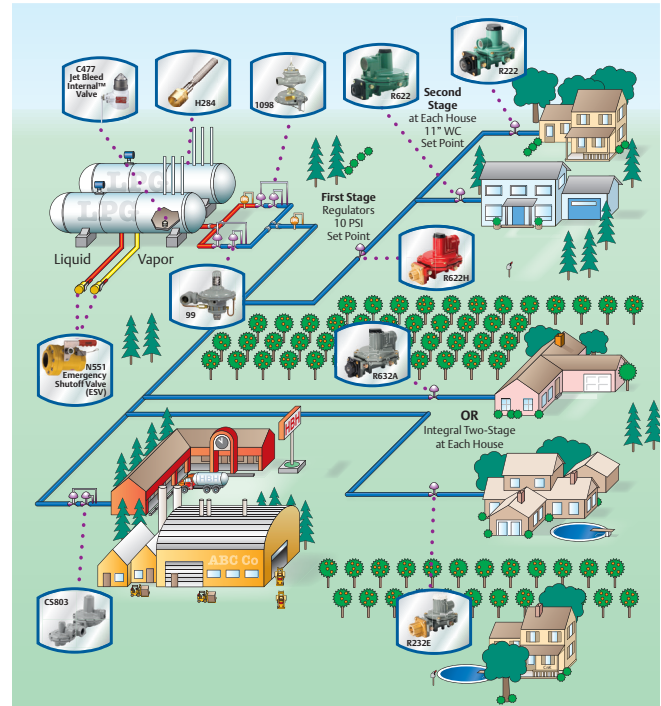 C477
Jet Bleed
Internal™
Valve
H284
1098
R622
R222
Second
Stage
at Each House
11" WC
Set Point
First Stage
Regulators
10 PSI
Set Point
LPG
LPG
Liquid
Vapor
R622H
99
N551
Emergency
Shutoff Valve
(ESV)
R632A
OR
Integral Two-Stage
at Each House
HBH
HBH
ABC Co
CS803
R232E